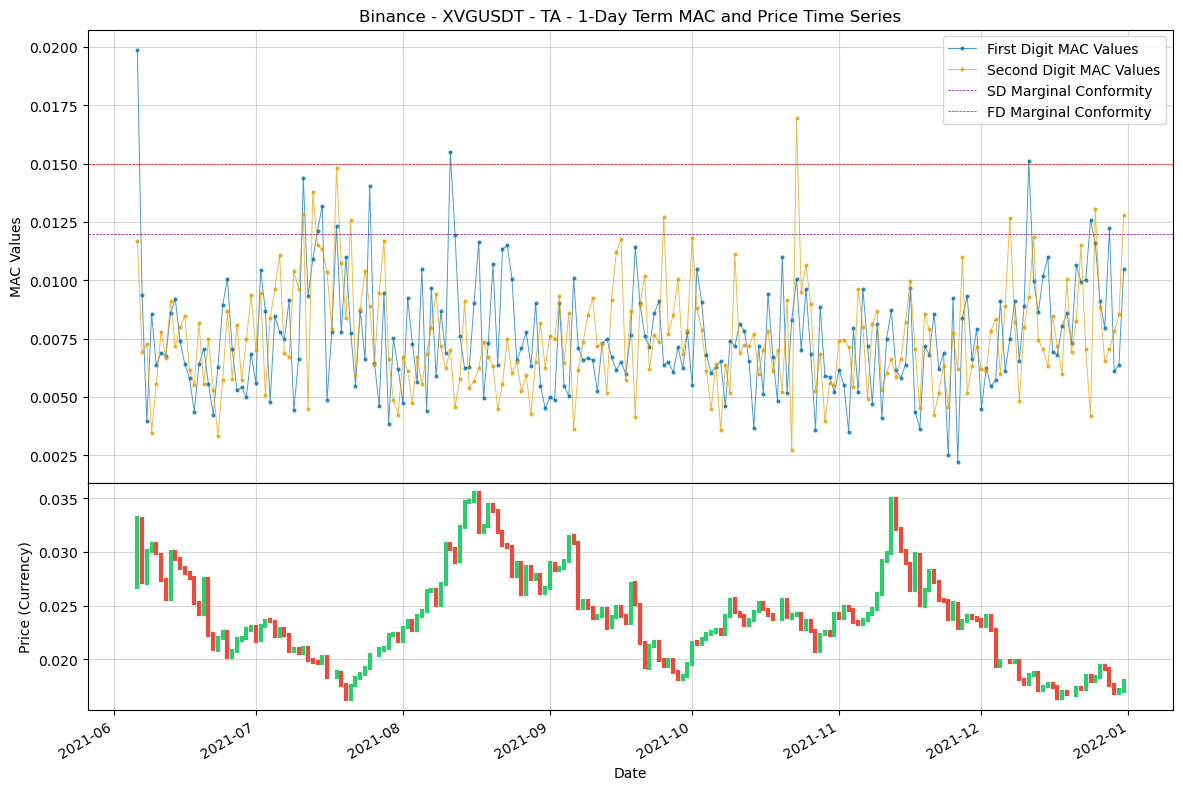 Binance - XVGUSDT - TA - 1-Day Term MAC and Price Time Series
First Digit MAC Values
Second Digit MAC Values
SD Marginal Conformity
FD Marginal Conformity
MAC Values
0.0200
0.0175
0.0150
0.0125
0.0100
0.0075
0.0050
0.0025
Price (Currency)
0.035
0.030
0.025
0.020
2021-06
2021-07
2021-08
2021-09
2021-10
2021-11
2021-12
2022-01
Date